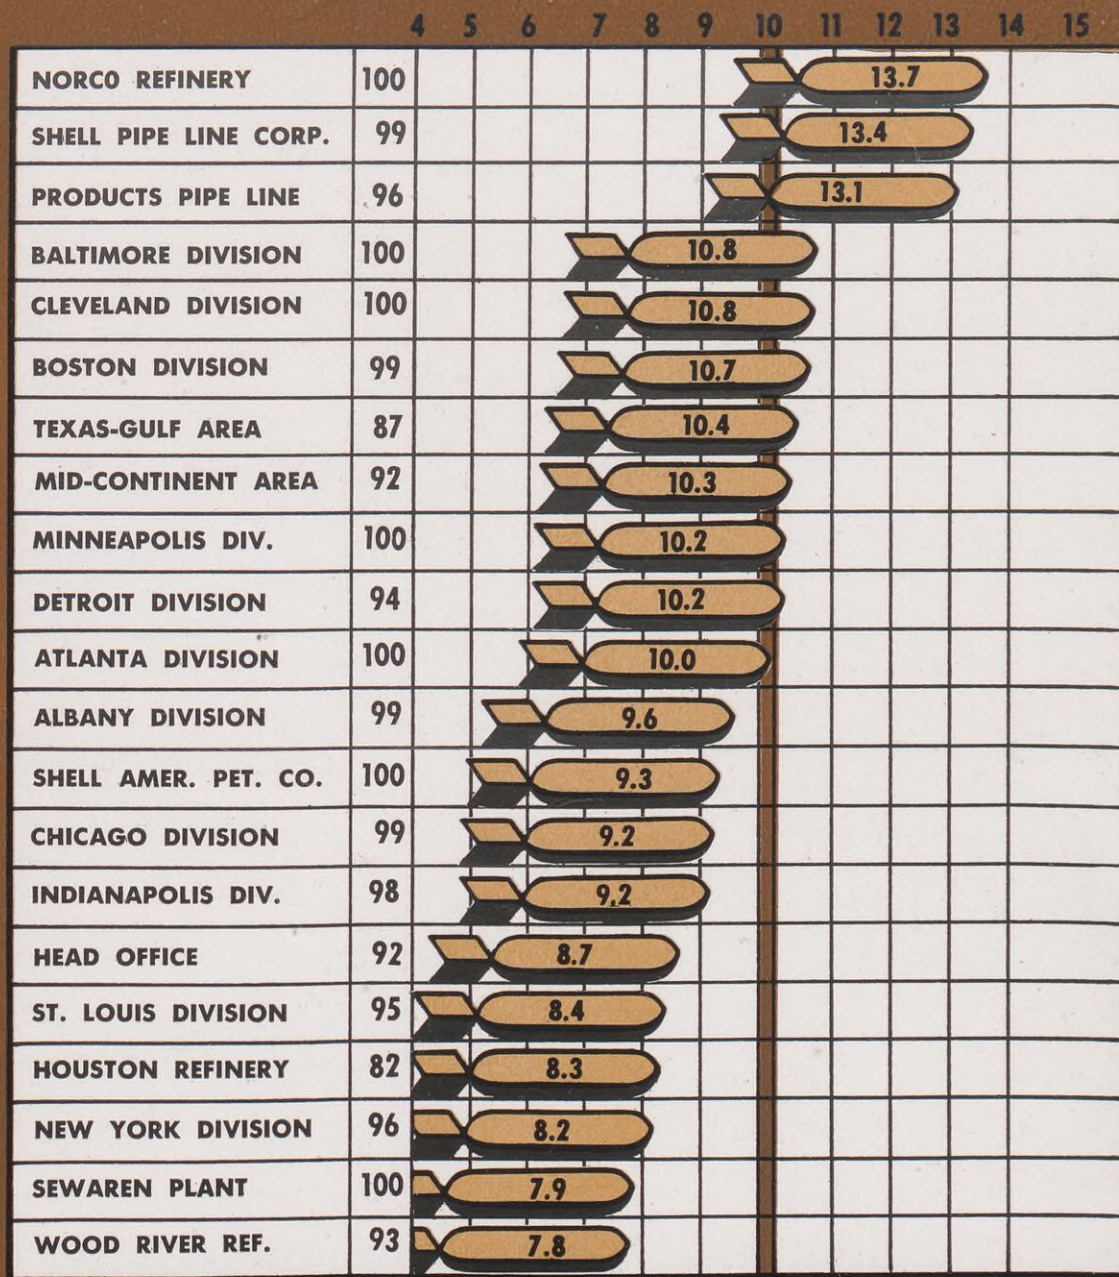 4 5 6 7 8 9 10 11 12 13 14 15
NORCO REFINERY 100 13.7
SHELL PIPE LINE CORP. 99 13.4
PRODUCTS PIPE LINE 96 13.1
BALTIMORE DIVISION 100 10.8
CLEVELAND DIVISION 100 10.8
BOSTON DIVISION 99 10.7
TEXAS-GULF AREA 87 10.4
MID-CONTINENT AREA 92 10.3
MINNEAPOLIS DIV. 100 10.2
DETROIT DIVISION 94 10.2
ATLANTA DIVISION 100 10.0
ALBANY DIVISION 99 9.6
SHELL AMER. PET. CO. 100 9.3
CHICAGO DIVISION 99 9.2
INDIANAPOLIS DIV. 98 9.2
HEAD OFFICE 92 8.7
ST. LOUIS DIVISION 95 8.4
HOUSTON REFINERY 82 8.3
NEW YORK DIVISION 96 8.2
SEWAREN PLANT 100 7.9
WOOD RIVER REF. 93 7.8